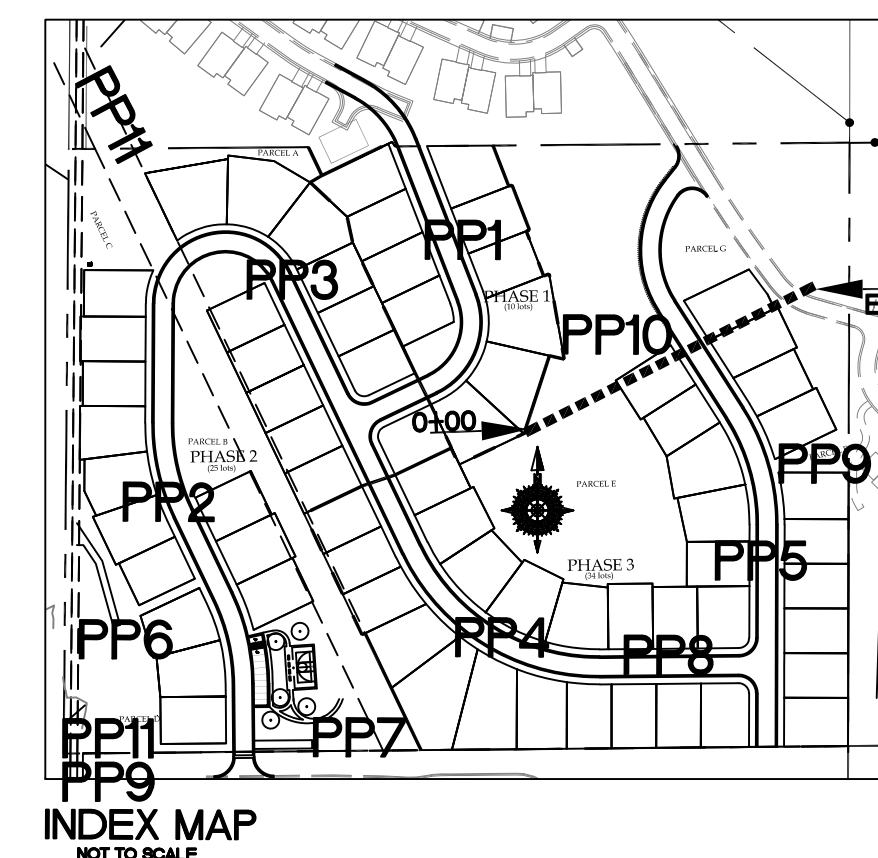 PP11
PARCEL A
PARCEL C
PP1
PARCEL G
PP3
PHASE 1
(10 lots)
E
PP10
0+00
PARCEL B
PHASE 2
(25 lots)
PP9
PARCEL E
PP2
PP5
PHASE 3
(34 lots)
PP6
PP4
PP8
PARCEL D
PP11
PP7
PP9
INDEX MAP
NOT TO SCALE